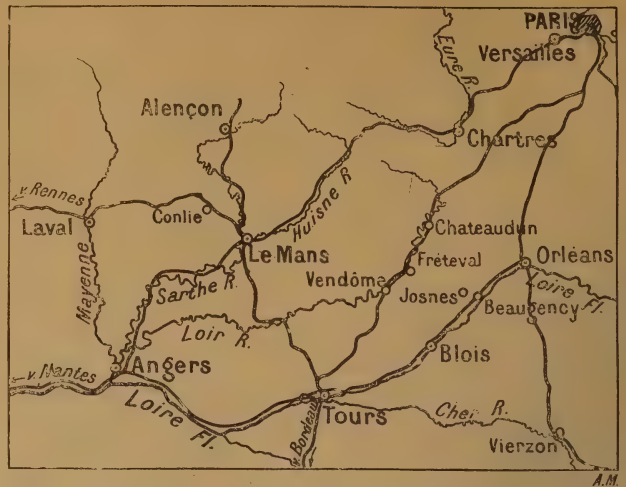 PARIS
Versailles
Eure R.
Alençon
Chartres
v. Rennes
Laval
Conlie
Huisne R.
Le Mans
Chateaudun
Fréteval
Vendôme
Josnes
Orléans
Loire Fl.
Beaugency
Mayenne
Sarthe R.
Loir R.
Blois
Angers
v. Nantes
Loire Fl.
Tours
Bordeaux
Cher R.
Vierzon
A.M.